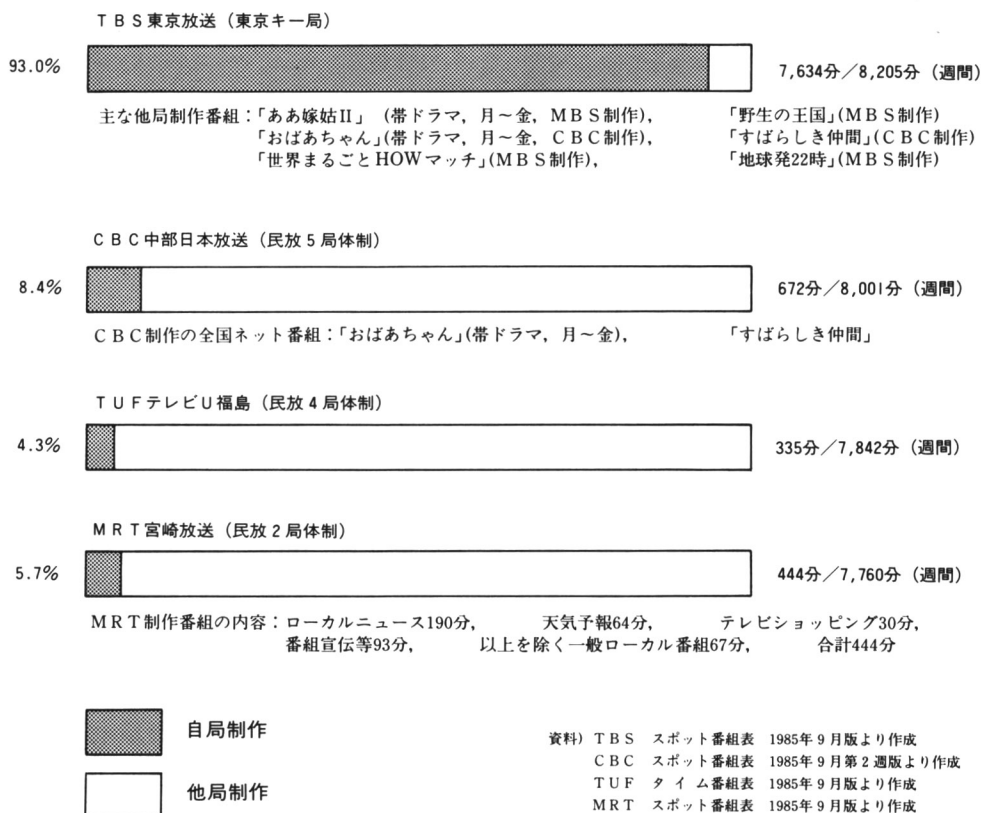 TBS東京放送(東京キー局)
93.0%
7,634分/8,205分(週間)
主な他局制作番組:「ああ嫁姑II」(帯ドラマ,月~金,MBS制作), 「野生の王国」(MBS制作)
「おばあちゃん」(帯ドラマ,月~金,CBC制作), 「すばらしき仲間」(CBC制作)
「世界まるごとHOWマッチ」(MBS制作), 「地球発22時」(MBS制作)
CBC中部日本放送(民放5局体制)
8.4%
672分/8,001分(週間)
CBC制作の全国ネット番組:「おばあちゃん」(帯ドラマ,月~金), 「すばらしき仲間」
TUFテレビU福島(民放4局体制)
4.3%
335分/7,842分(週間)
MRT宮崎放送(民放2局体制)
5.7%
444分/7,760分(週間)
MRT制作番組の内容:ローカルニュース190分, 天気予報64分, テレビショッピング30分,
番組宣伝等93分, 以上を除く一般ローカル番組67分, 合計444分
自局制作
他局制作
資料) TBS スポット番組表 1985年9月版より作成
CBC スポット番組表 1985年9月第2週版より作成
TUF タイム番組表 1985年9月版より作成
MRT スポット番組表 1985年9月版より作成